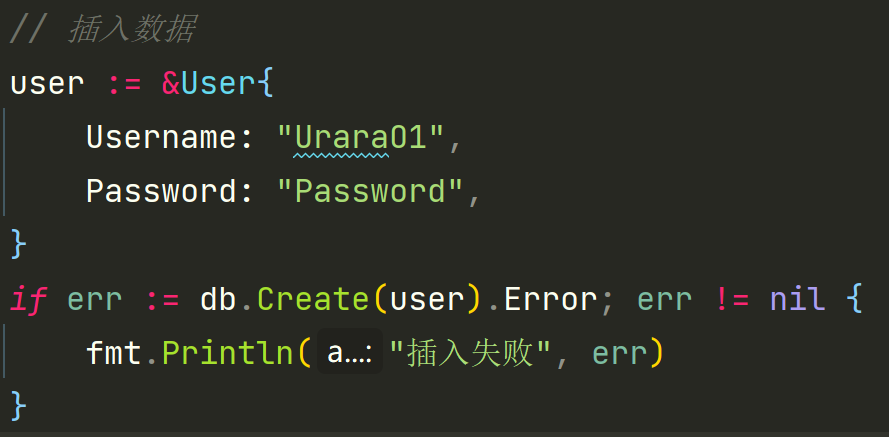 // 插入数据
user := &User{
    Username: "Urara01",
    Password: "Password",
}
if err := db.Create(user).Error; err != nil {
    fmt.Println( a...: "插入失败", err)
}